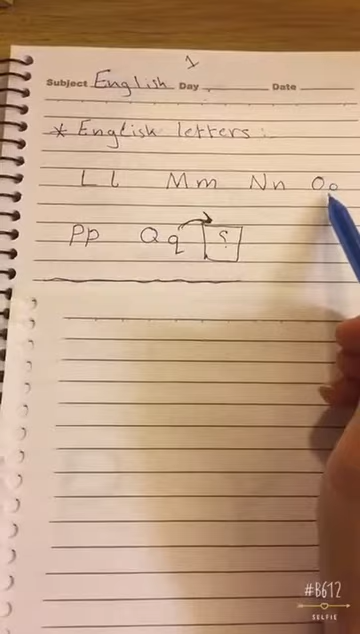 1
Subject English Day Date
* English letters:
Ll Mm Nn Oo
Pp Qq ?
#B612
SELFIE